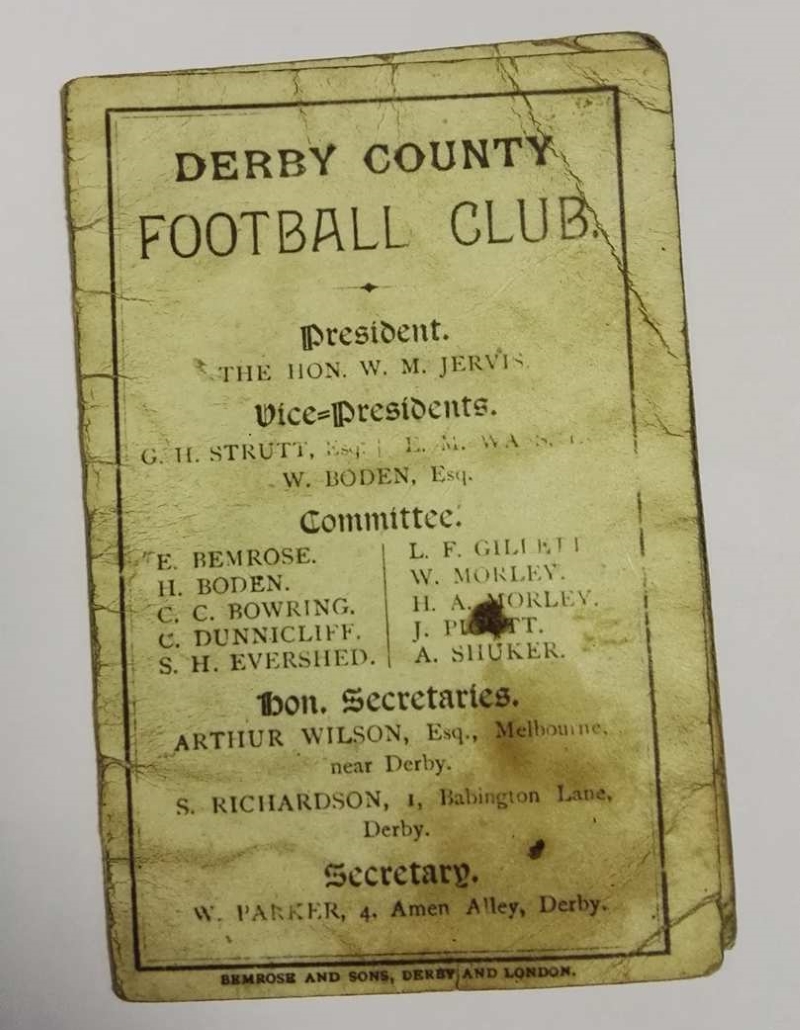 DERBY COUNTY
FOOTBALL CLUB.
President.
THE HON. W. M. JERVIS.
Vice=Presidents.
G. H. STRUTT, Esq. E. M.
W. BODEN, Esq.
Committee.
E. BEMROSE.
H. BODEN.
C. C. BOWRING.
C. DUNNICLIFF.
S. H. EVERSHED.
L. F. GILLETT
W. MORLEY.
H. A. MORLEY.
J.
A. SHUKER.
Hon. Secretaries.
ARTHUR WILSON, Esq., Melbourne,
near Derby.
S. RICHARDSON, 1, Babington Lane,
Derby.
Secretary.
W. PARKER, 4, Amen Alley, Derby.
BEMROSE AND SONS, DERBY AND LONDON.